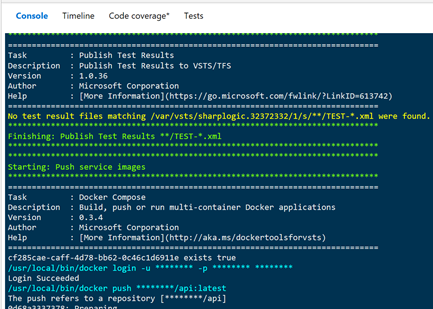 Console Timeline Code coverage* Tests
******************************************************************************
==============================================================================
Task : Publish Test Results
Description : Publish Test Results to VSTS/TFS
Version : 1.0.36
Author : Microsoft Corporation
Help : [More Information](https://go.microsoft.com/fwlink/?LinkID=613742)
==============================================================================
No test result files matching /var/vsts/sharplogic.32372332/1/s/**/TEST-*.xml were found.
******************************************************************************
Finishing: Publish Test Results **/TEST-*.xml
******************************************************************************
******************************************************************************
Starting: Push service images
******************************************************************************
==============================================================================
Task : Docker Compose
Description : Build, push or run multi-container Docker applications
Version : 0.3.4
Author : Microsoft Corporation
Help : [More Information](http://aka.ms/dockertoolsforvsts)
==============================================================================
cf285cae-caff-4d78-bb62-0c46c1d6911e exists true
/usr/local/bin/docker login -u ******** -p ******** ********
Login Succeeded
/usr/local/bin/docker push ********/api:latest
The push refers to a repository [********/api]
0d68a3337378: Preparing